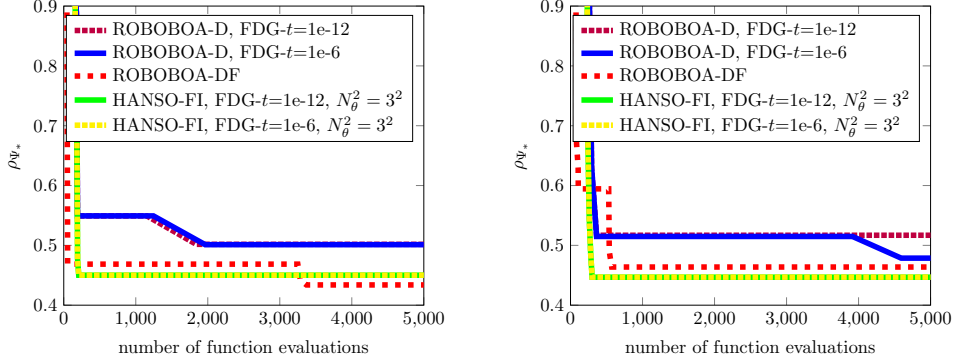 0.9
0.8
0.7
0.6
0.5
0.4
ρΨ*
ROBOBOA-D, FDG-t=1e-12
ROBOBOA-D, FDG-t=1e-6
ROBOBOA-DF
HANSO-FI, FDG-t=1e-12, N_θ^2 = 3^2
HANSO-FI, FDG-t=1e-6, N_θ^2 = 3^2
0 1,000 2,000 3,000 4,000 5,000
number of function evaluations
0.9
0.8
0.7
0.6
0.5
0.4
ρΨ*
ROBOBOA-D, FDG-t=1e-12
ROBOBOA-D, FDG-t=1e-6
ROBOBOA-DF
HANSO-FI, FDG-t=1e-12, N_θ^2 = 3^2
HANSO-FI, FDG-t=1e-6, N_θ^2 = 3^2
0 1,000 2,000 3,000 4,000 5,000
number of function evaluations